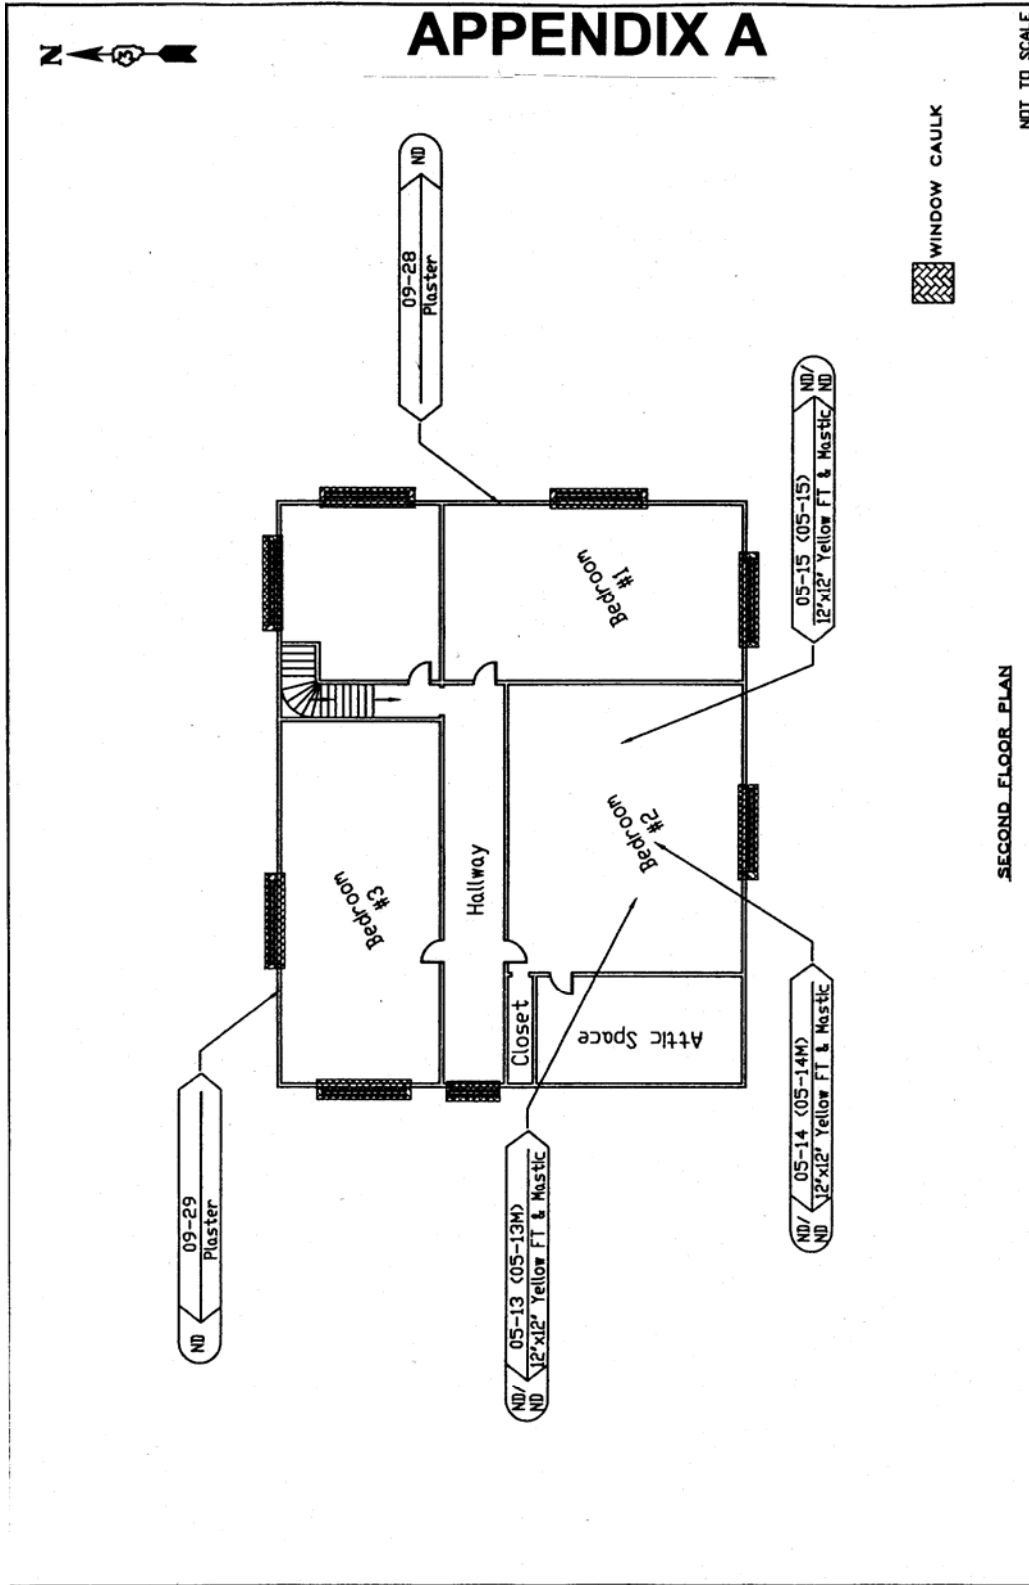 APPENDIX A
N
3
NOT TO SCALE
WINDOW CAULK
09-28
Plaster
ND
05-15 (05-15)
12"x12" Yellow FT & Mastic
ND/
ND
Bedroom
#1
Bedroom
#2
Bedroom
#3
Hallway
Closet
Attic Space
SECOND FLOOR PLAN
09-29
Plaster
ND
05-13 (05-13M)
12"x12" Yellow FT & Mastic
ND/
ND
05-14 (05-14M)
12"x12" Yellow FT & Mastic
ND/
ND